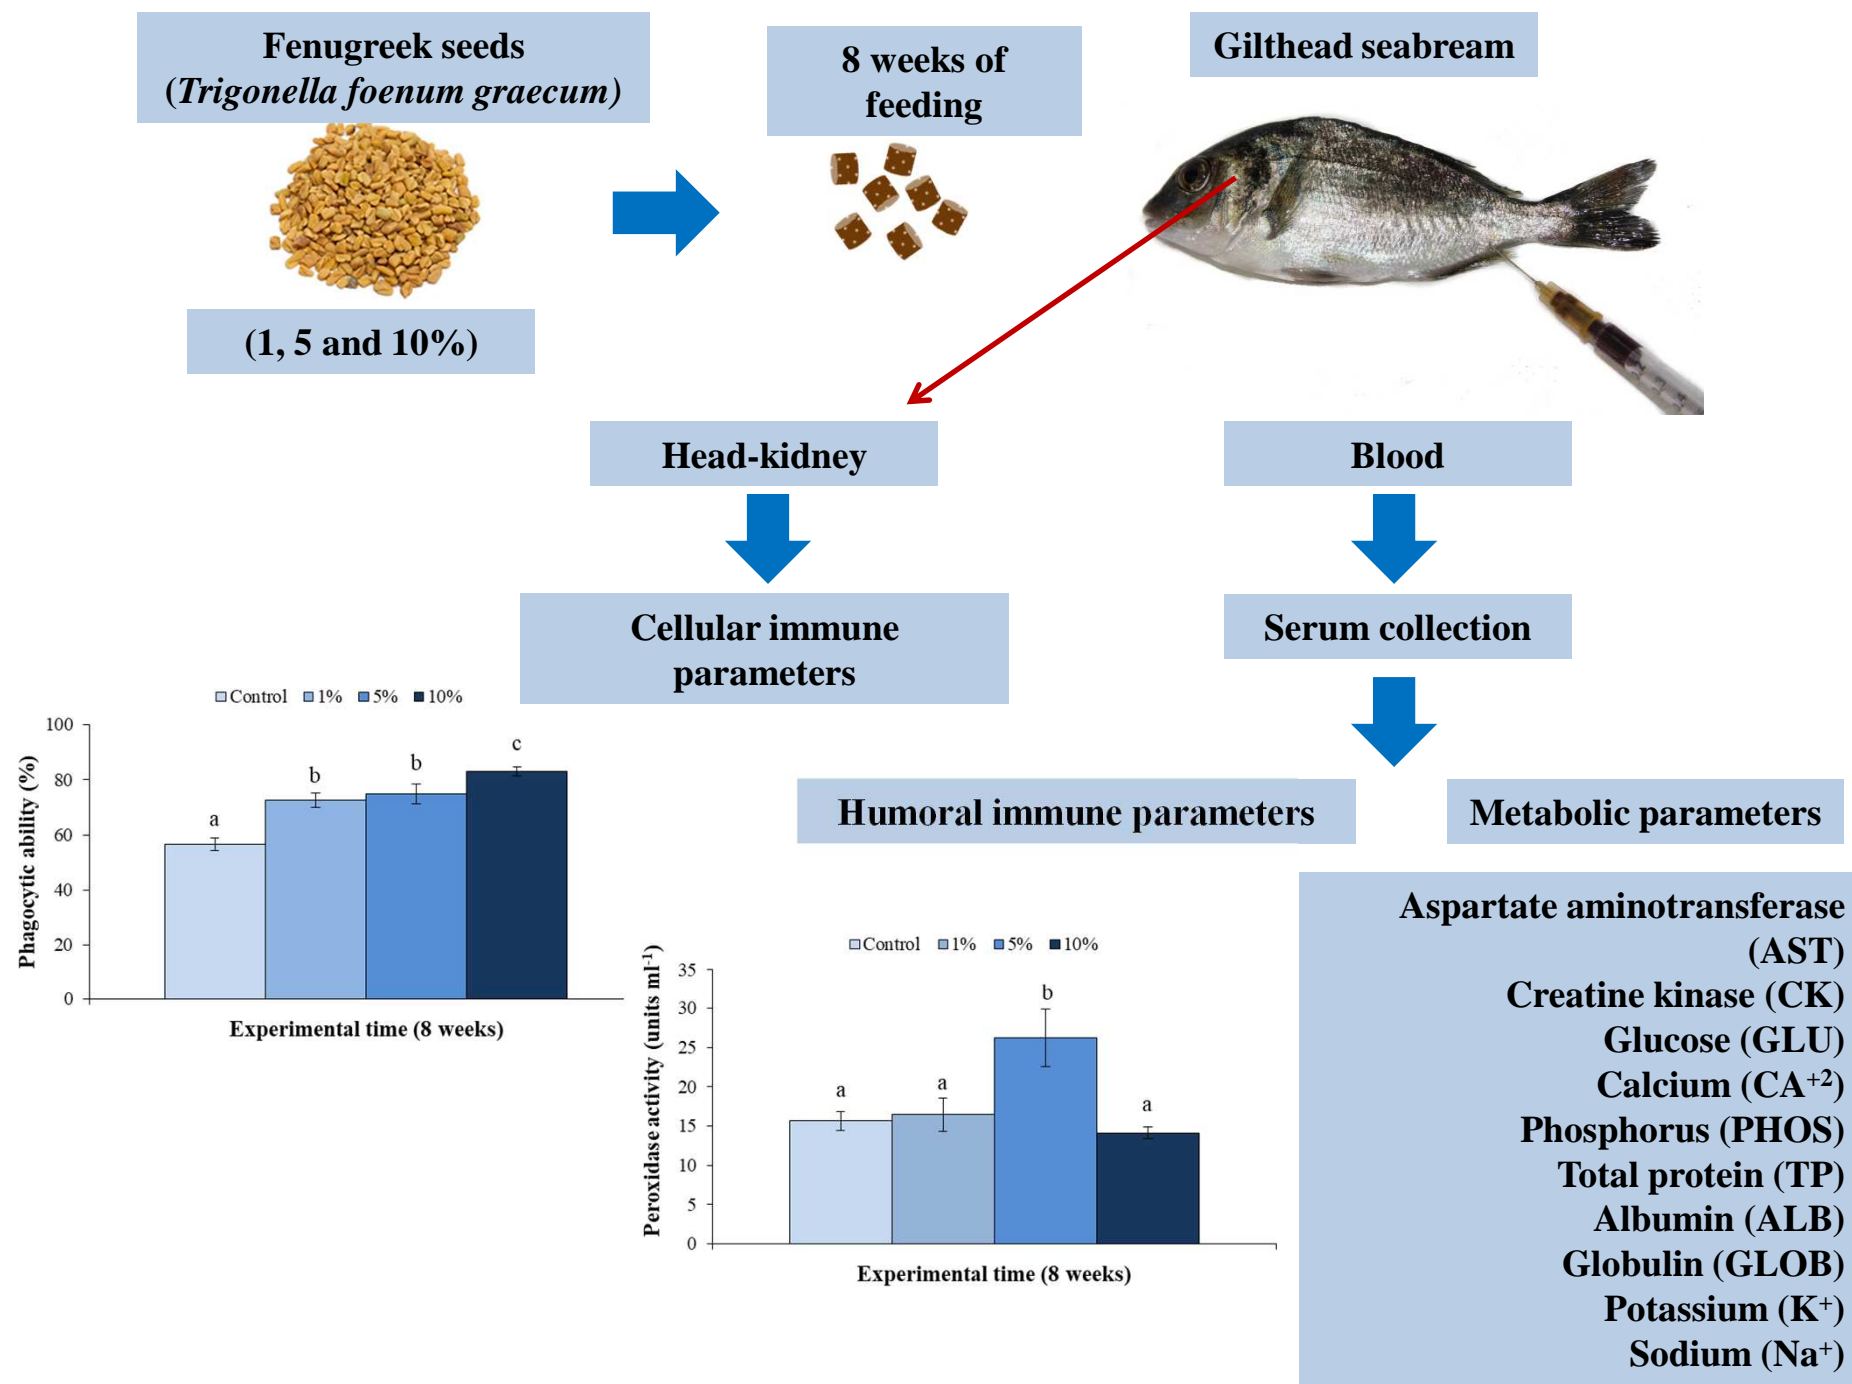 Fenugreek seeds
(Trigonella foenum graecum)
(1, 5 and 10%)
8 weeks of
feeding
Gilthead seabream
Head-kidney
Blood
Cellular immune
parameters
Serum collection
Control 1% 5% 10%
Phagocytic ability (%)
100
80
60
40
20
0
a
b
b
c
Experimental time (8 weeks)
Humoral immune parameters
Metabolic parameters
Control 1% 5% 10%
Peroxidase activity (units ml⁻¹)
35
30
25
20
15
10
5
0
a
a
b
a
Experimental time (8 weeks)
Aspartate aminotransferase
(AST)
Creatine kinase (CK)
Glucose (GLU)
Calcium (CA⁺²)
Phosphorus (PHOS)
Total protein (TP)
Albumin (ALB)
Globulin (GLOB)
Potassium (K⁺)
Sodium (Na⁺)